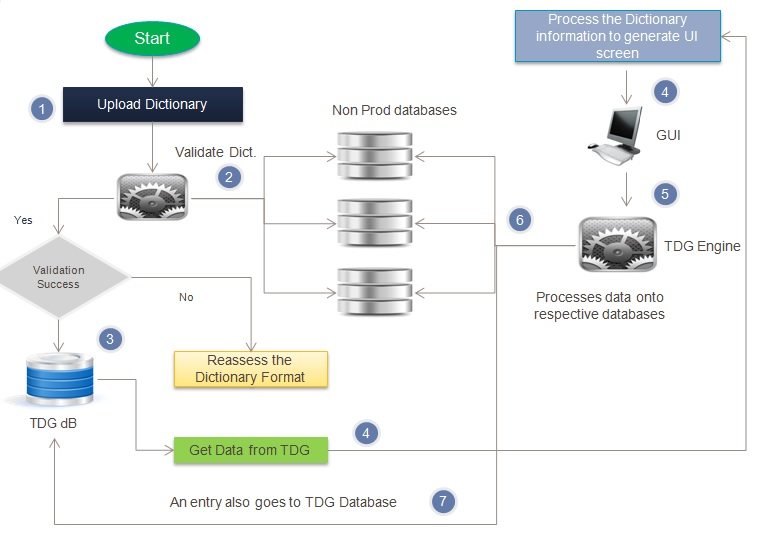 Start
Process the Dictionary
information to generate UI
screen
1
Upload Dictionary
Non Prod databases
4
GUI
Validate Dict.
2
5
Yes
6
TDG Engine
Validation
Success
No
Processes data onto
respective databases
3
Reassess the
Dictionary Format
TDG dB
Get Data from TDG
4
An entry also goes to TDG Database
7